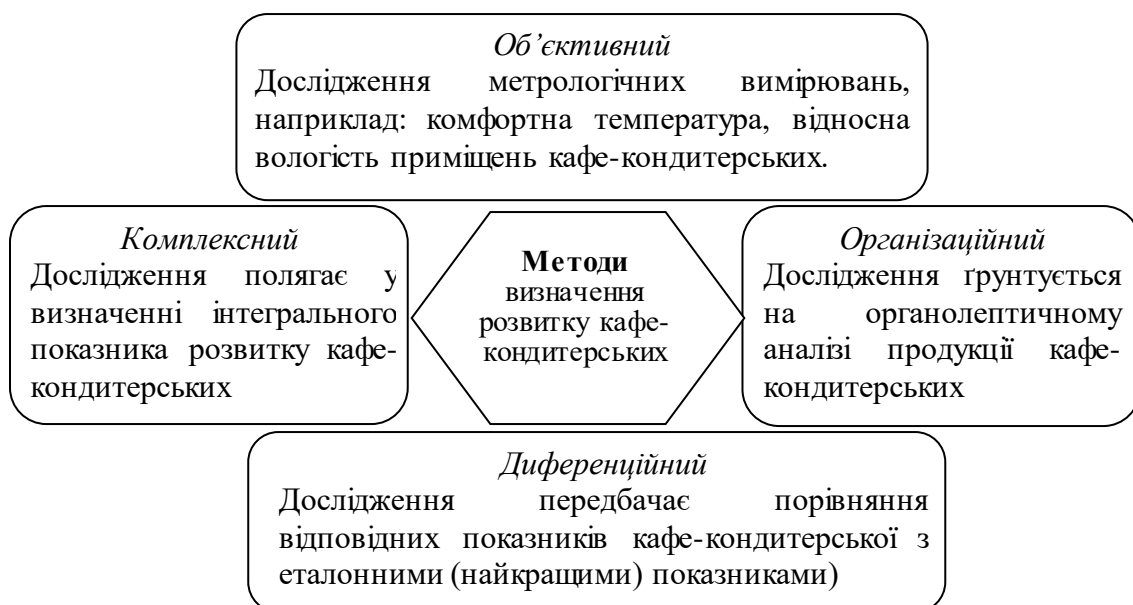 Об’єктивний
Дослідження метрологічних вимірювань,
наприклад: комфортна температура, відносна
вологість приміщень кафе-кондитерських.
Комплексний
Дослідження полягає у
визначенні інтегрального
показника розвитку кафе-
кондитерських
Методи
визначення
розвитку кафе-
кондитерських
Організаційний
Дослідження ґрунтується
на органолептичному
аналізі продукції кафе-
кондитерських
Диференційний
Дослідження передбачає порівняння
відповідних показників кафе-кондитерської з
еталонними (найкращими) показниками)